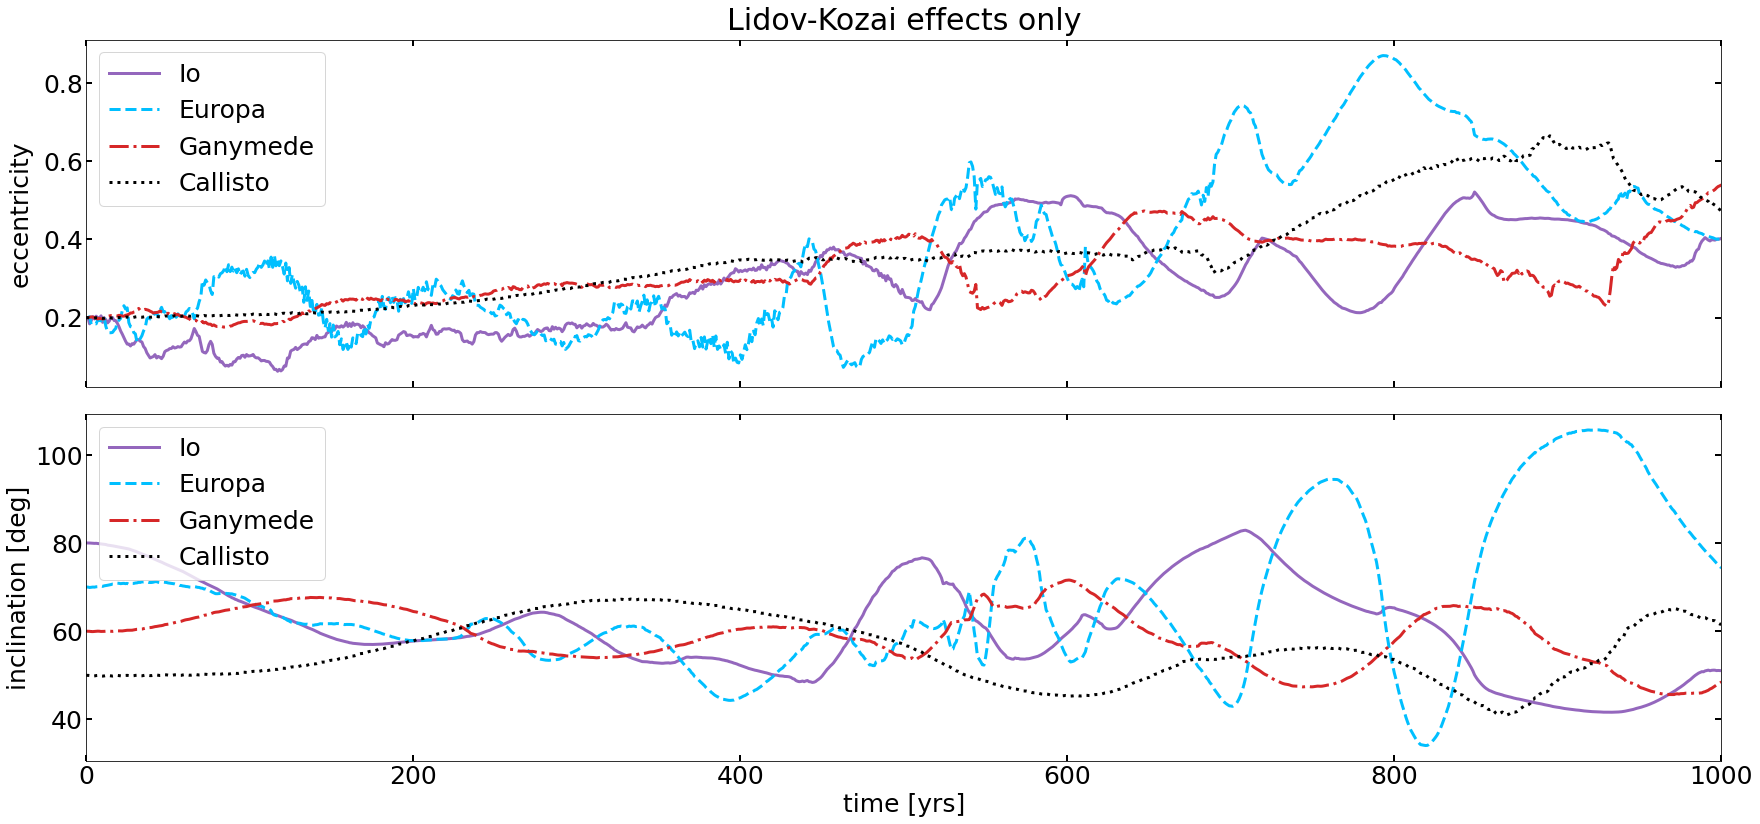 Lidov-Kozai effects only
eccentricity
0.8
0.6
0.4
0.2
Io
Europa
Ganymede
Callisto
inclination [deg]
100
80
60
40
Io
Europa
Ganymede
Callisto
0 200 400 600 800 1000
time [yrs]